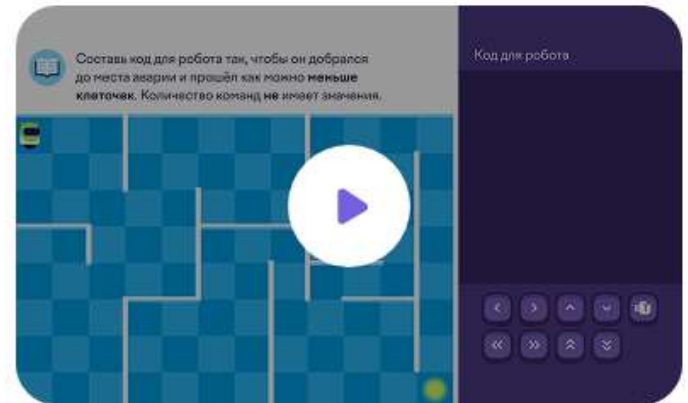 Составь код для робота так, чтобы он добрался
до места аварии и прошёл как можно меньше
клеточек. Количество команд не имеет значения.
Код для робота